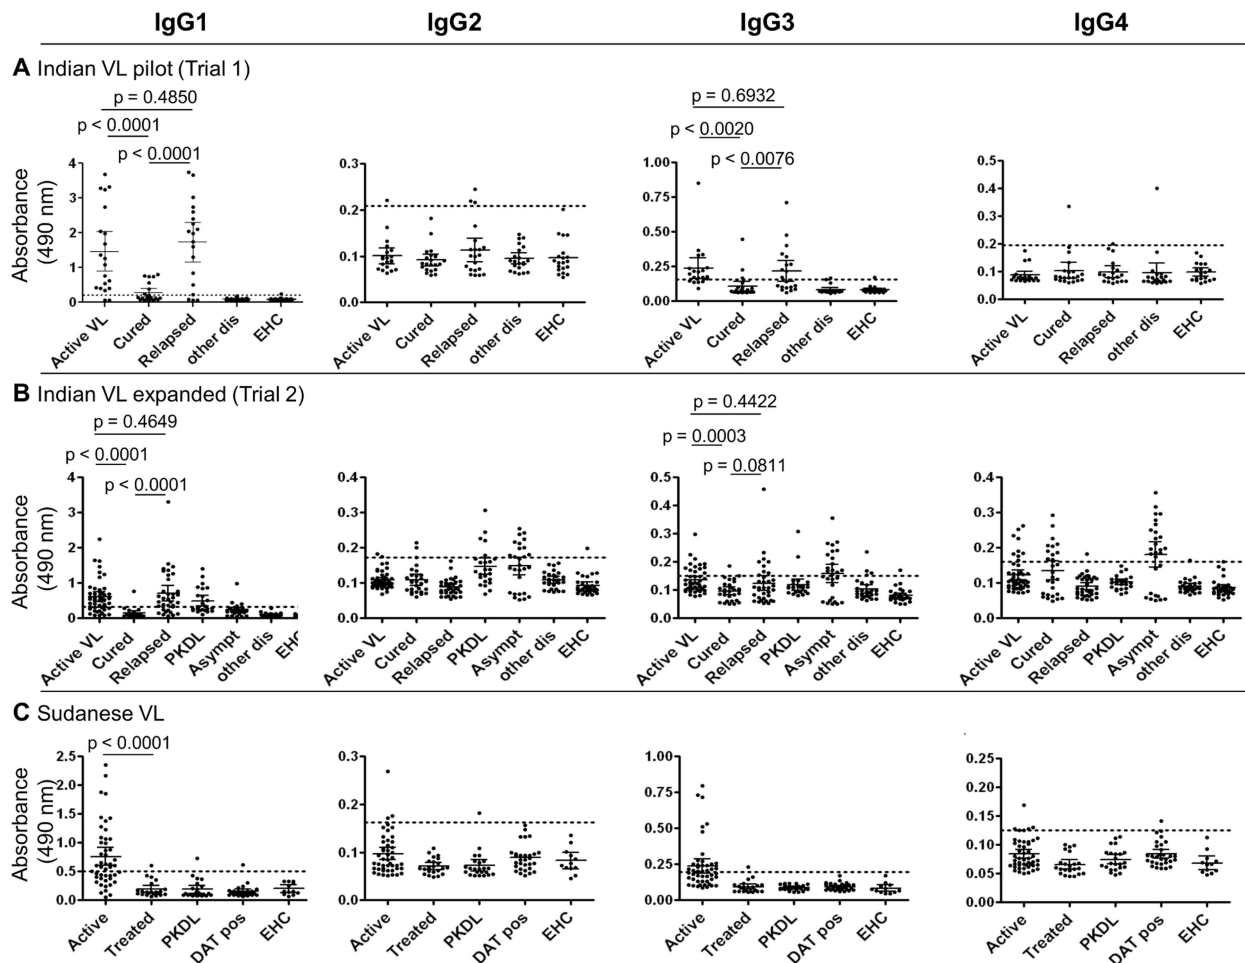 IgG1 IgG2 IgG3 IgG4
A Indian VL pilot (Trial 1)
p = 0.4850
p < 0.0001
p < 0.0001
Absorbance
(490 nm)
4
3
2
1
0
Active VL
Cured
Relapsed
other dis
EHC
0.3
0.2
0.1
0.0
Active VL
Cured
Relapsed
other dis
EHC
p = 0.6932
p < 0.0020
p < 0.0076
1.00
0.75
0.50
0.25
0.00
Active VL
Cured
Relapsed
other dis
EHC
0.5
0.4
0.3
0.2
0.1
0.0
Active VL
Cured
Relapsed
other dis
EHC
B Indian VL expanded (Trial 2)
p = 0.4649
p < 0.0001
p < 0.0001
Absorbance
(490 nm)
4
3
2
1
0
Active VL
Cured
Relapsed
PKDL
Asympt
other dis
EH
0.4
0.3
0.2
0.1
0.0
Active VL
Cured
Relapsed
PKDL
Asympt
other dis
EHC
p = 0.4422
p = 0.0003
p = 0.0811
0.5
0.4
0.3
0.2
0.1
0.0
Active VL
Cured
Relapsed
PKDL
Asympt
other dis
EHC
0.4
0.3
0.2
0.1
0.0
Active VL
Cured
Relapsed
PKDL
Asympt
other dis
EHC
C Sudanese VL
p < 0.0001
Absorbance
(490 nm)
2.5
2.0
1.5
1.0
0.5
0.0
Active
Treated
PKDL
DAT pos
EHC
0.3
0.2
0.1
0.0
Active
Treated
PKDL
DAT pos
EHC
1.00
0.75
0.50
0.25
0.00
Active
Treated
PKDL
DAT pos
EHC
0.25
0.20
0.15
0.10
0.05
0.00
Active
Treated
PKDL
DAT pos
EHC